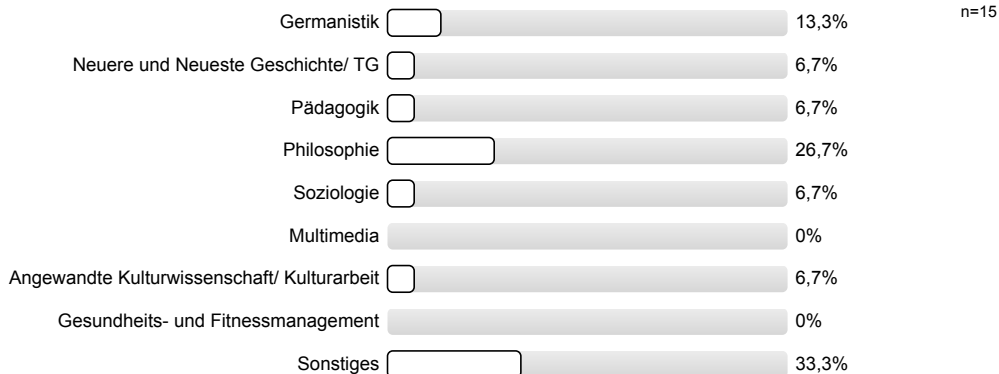 Germanistik 13,3% n=15
Neuere und Neueste Geschichte/ TG 6,7%
Pädagogik 6,7%
Philosophie 26,7%
Soziologie 6,7%
Multimedia 0%
Angewandte Kulturwissenschaft/ Kulturarbeit 6,7%
Gesundheits- und Fitnessmanagement 0%
Sonstiges 33,3%